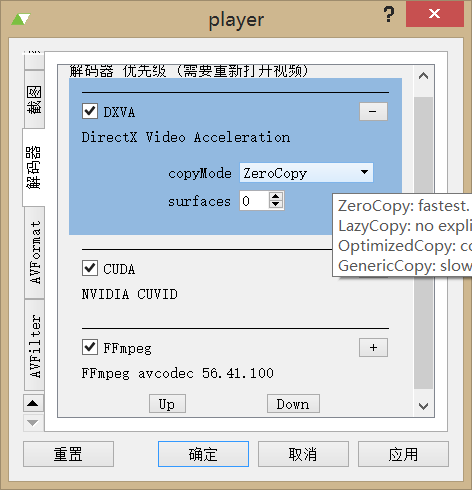 player
?
截图
解码器
AVFormat
AVFilter
解码器 优先级 (需要重新打开视频)
DXVA
DirectX Video Acceleration
copyMode ZeroCopy
surfaces 0
ZeroCopy: fastest.
LazyCopy: no expli
OptimizedCopy: co
GenericCopy: slow
CUDA
NVIDIA CUVID
FFmpeg
FFmpeg avcodec 56.41.100
Up Down
重置 确定 取消 应用